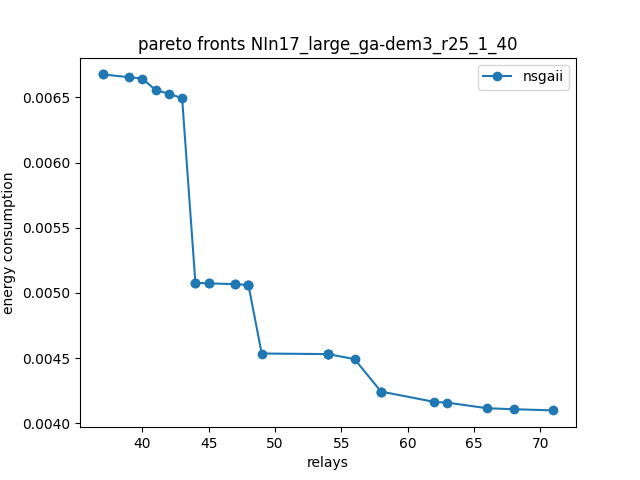 pareto fronts NIn17_large_ga-dem3_r25_1_40
nsgaii
energy consumption
0.0065
0.0060
0.0055
0.0050
0.0045
0.0040
40 45 50 55 60 65 70
relays